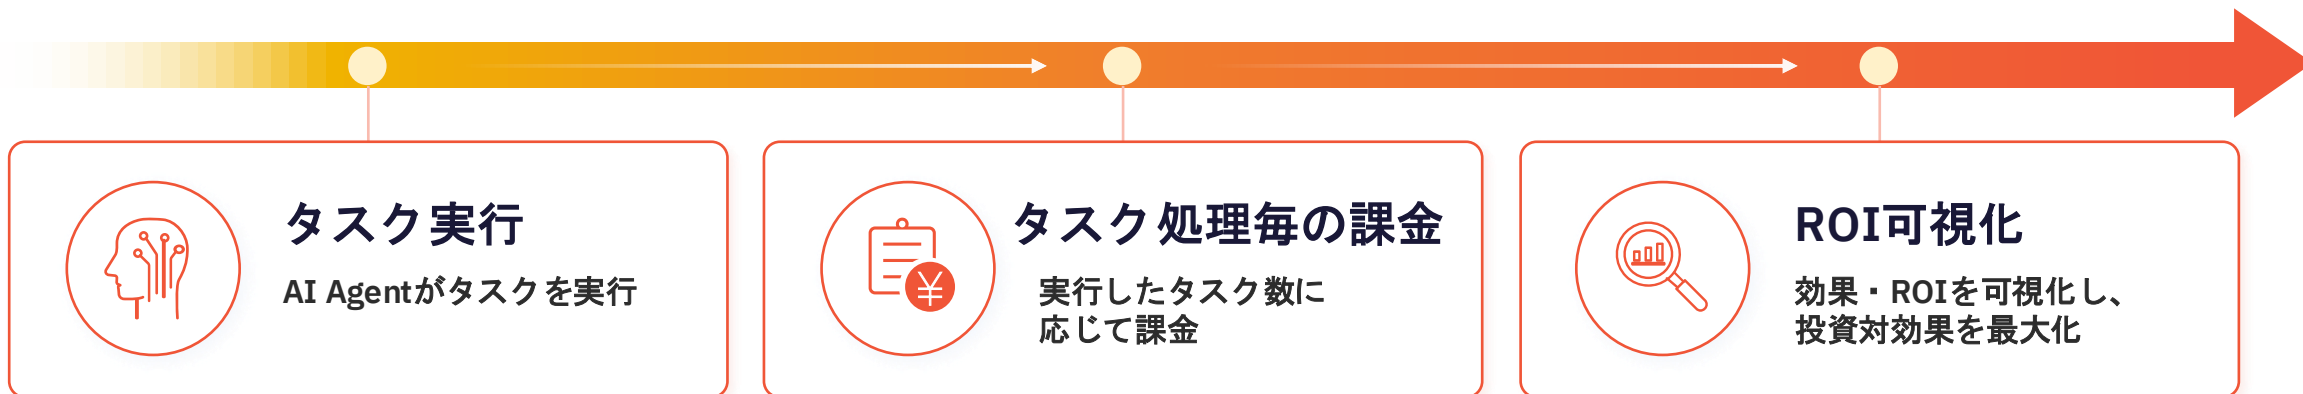 タスク実行
AI Agentがタスクを実行
タスク処理毎の課金
実行したタスク数に
応じて課金
¥
ROI可視化
効果・ROIを可視化し、
投資対効果を最大化